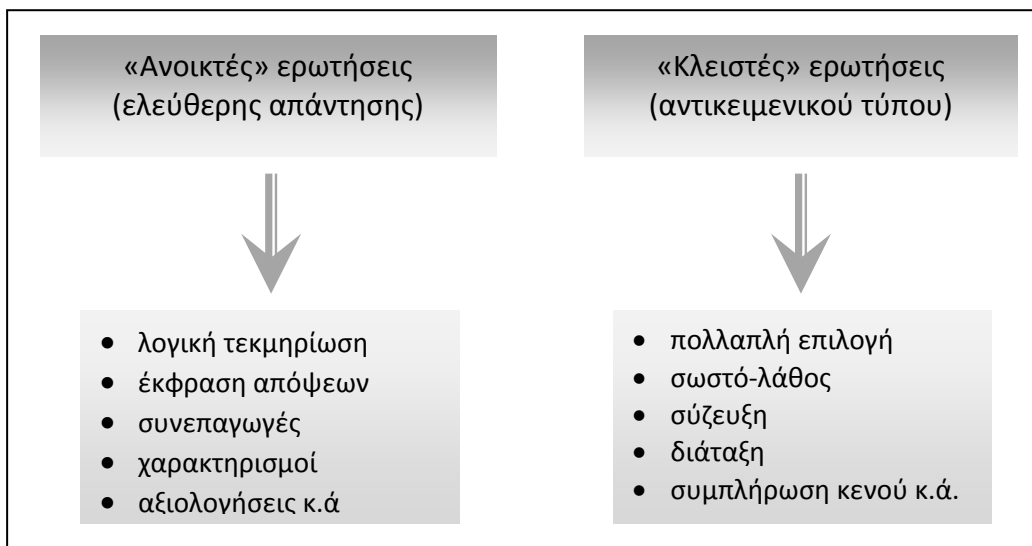 «Ανοικτές» ερωτήσεις
(ελεύθερης απάντησης)
• λογική τεκμηρίωση
• έκφραση απόψεων
• συνεπαγωγές
• χαρακτηρισμοί
• αξιολογήσεις κ.ά
«Κλειστές» ερωτήσεις
(αντικειμενικού τύπου)
• πολλαπλή επιλογή
• σωστό-λάθος
• σύζευξη
• διάταξη
• συμπλήρωση κενού κ.ά.